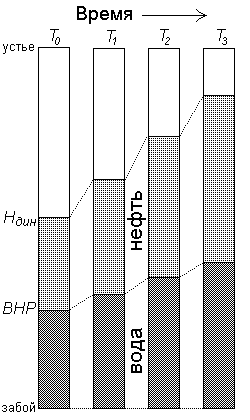 Время
T0 T1 T2 T3
устье
Hдин
нефть
ВНР
вода
забой